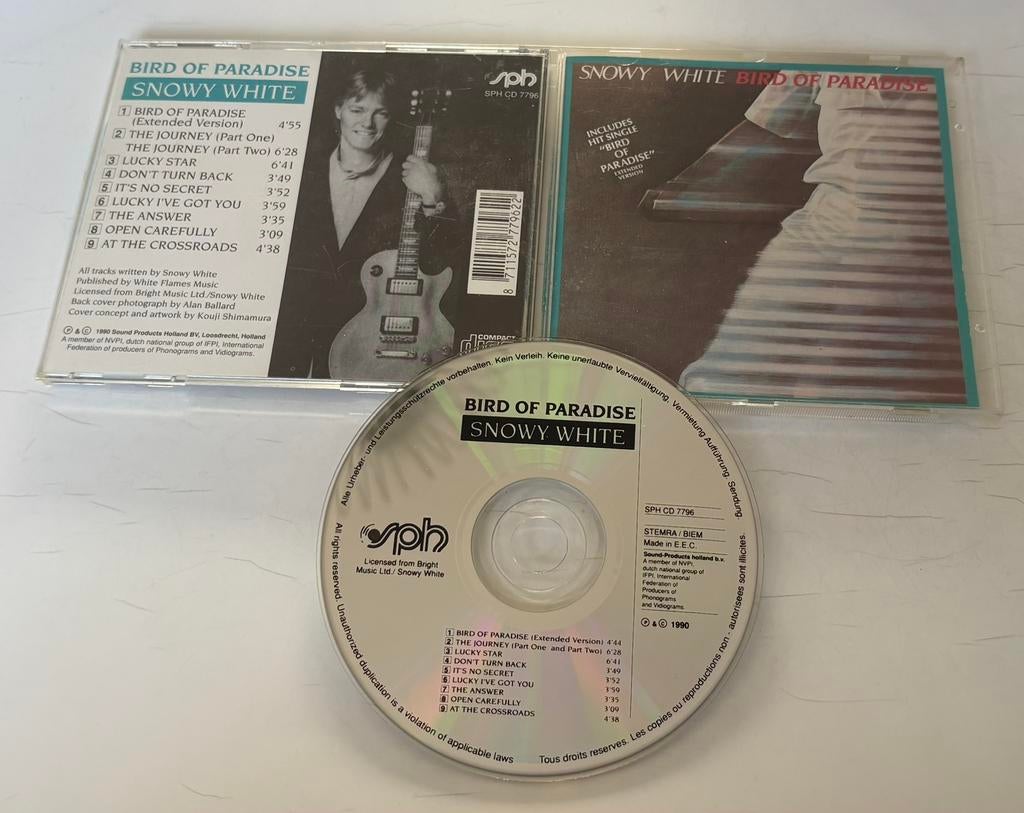 BIRD OF PARADISE
SNOWY WHITE
1 BIRD OF PARADISE
(Extended Version) 4'55
2 THE JOURNEY (Part One)
THE JOURNEY (Part Two) 6'28
3 LUCKY STAR 6'41
4 DON'T TURN BACK 3'49
5 IT'S NO SECRET 3'52
6 LUCKY I'VE GOT YOU 3'59
7 THE ANSWER 3'35
8 OPEN CAREFULLY 3'09
9 AT THE CROSSROADS 4'38
All tracks written by Snowy White
Published by White Flames Music
Licensed from Bright Music Ltd./Snowy White
Back cover photograph by Alan Ballard
Cover concept and artwork by Kouji Shimamura
℗ & © 1990 Sound Products Holland BV, Loosdrecht, Holland
A member of NVPI, dutch national group of IFPI, International
Federation of producers of Phonograms and Vidiograms.
sph
SPH CD 7796
8 711572 779622
COMPACT
SNOWY WHITE BIRD OF PARADISE
INCLUDES
HIT SINGLE
"BIRD
OF
PARADISE"
EXTENDED
VERSION
Alle Urheber- und Leistungsschutzrechte vorbehalten. Kein Verleih. Keine unerlaubte Vervielfältigung, Vermietung Aufführung, Sendung.
BIRD OF PARADISE
SNOWY WHITE
sph
Licensed from Bright
Music Ltd./ Snowy White
SPH CD 7796
STEMRA / BIEM
Made in E.E.C.
Sound-Products holland b.v.
A member of NVPI,
dutch national group of
IFPI, International
Federation of
Producers of
Phonograms
and Vidiograms.
℗ & © 1990
1 BIRD OF PARADISE (Extended Version) 4'44
2 THE JOURNEY (Part One and Part Two) 6'28
3 LUCKY STAR 6'41
4 DON'T TURN BACK 3'49
5 IT'S NO SECRET 3'52
6 LUCKY I'VE GOT YOU 3'59
7 THE ANSWER 3'35
8 OPEN CAREFULLY 3'09
9 AT THE CROSSROADS 4'38
All rights reserved. Unauthorized duplication is a violation of applicable laws
Tous droits reserves. Les copies ou reproductions non - autorisees sont illicites.